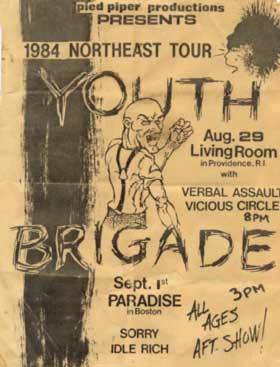 pied piper productions
PRESENTS
1984 NORTHEAST TOUR
YOUTH
Aug. 29
Living Room
in Providence, R.I.
with
VERBAL ASSAULT
VICIOUS CIRCLE
8PM
BRIGADE
Sept. 1st
PARADISE
in Boston
SORRY
IDLE RICH
3PM
ALL
AGES
AFT. SHOW!